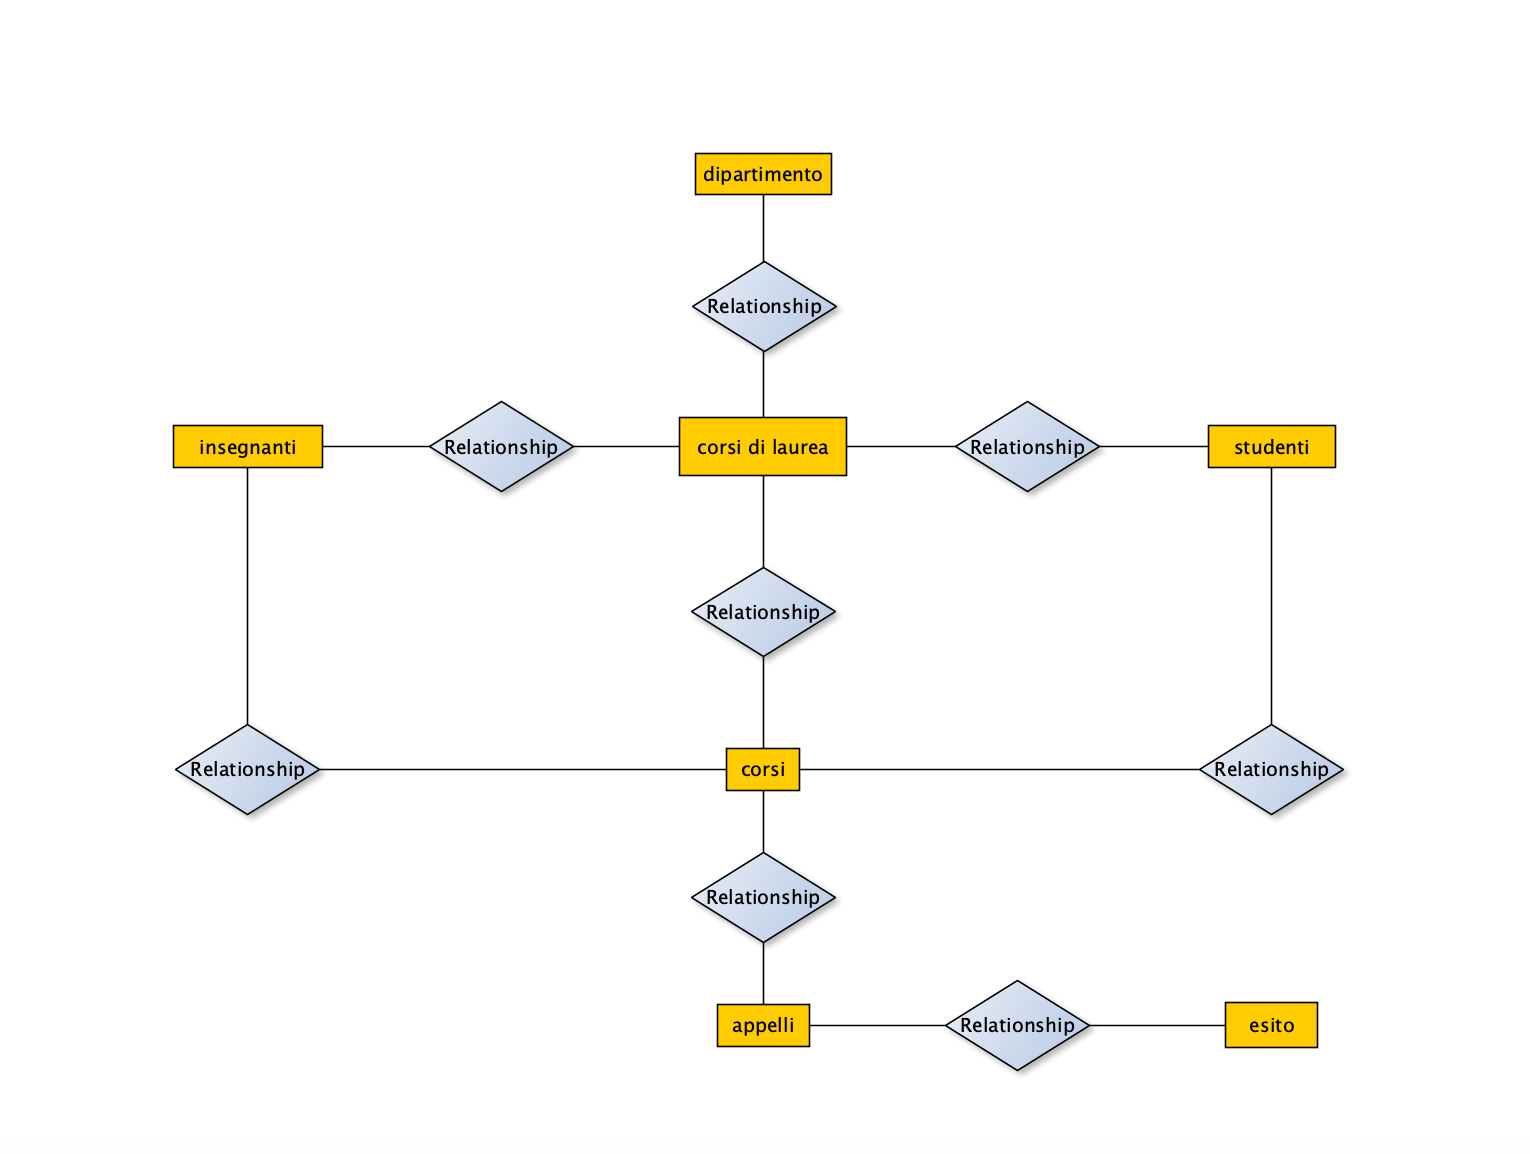 dipartimento
Relationship
insegnanti
Relationship
corsi di laurea
Relationship
studenti
Relationship
Relationship
corsi
Relationship
Relationship
appelli
Relationship
esito